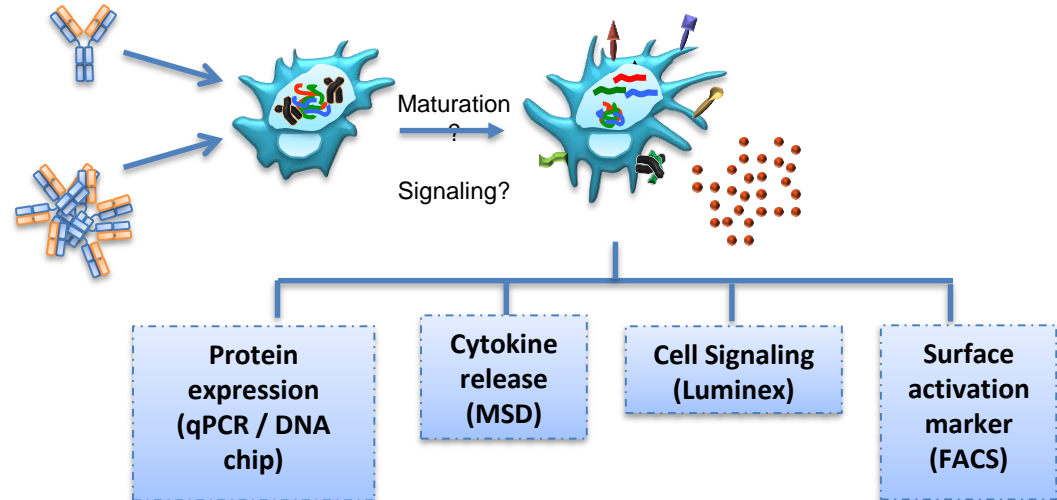 Maturation
?
Signaling?
Protein
expression
(qPCR / DNA
chip)
Cytokine
release
(MSD)
Cell Signaling
(Luminex)
Surface
activation
marker
(FACS)